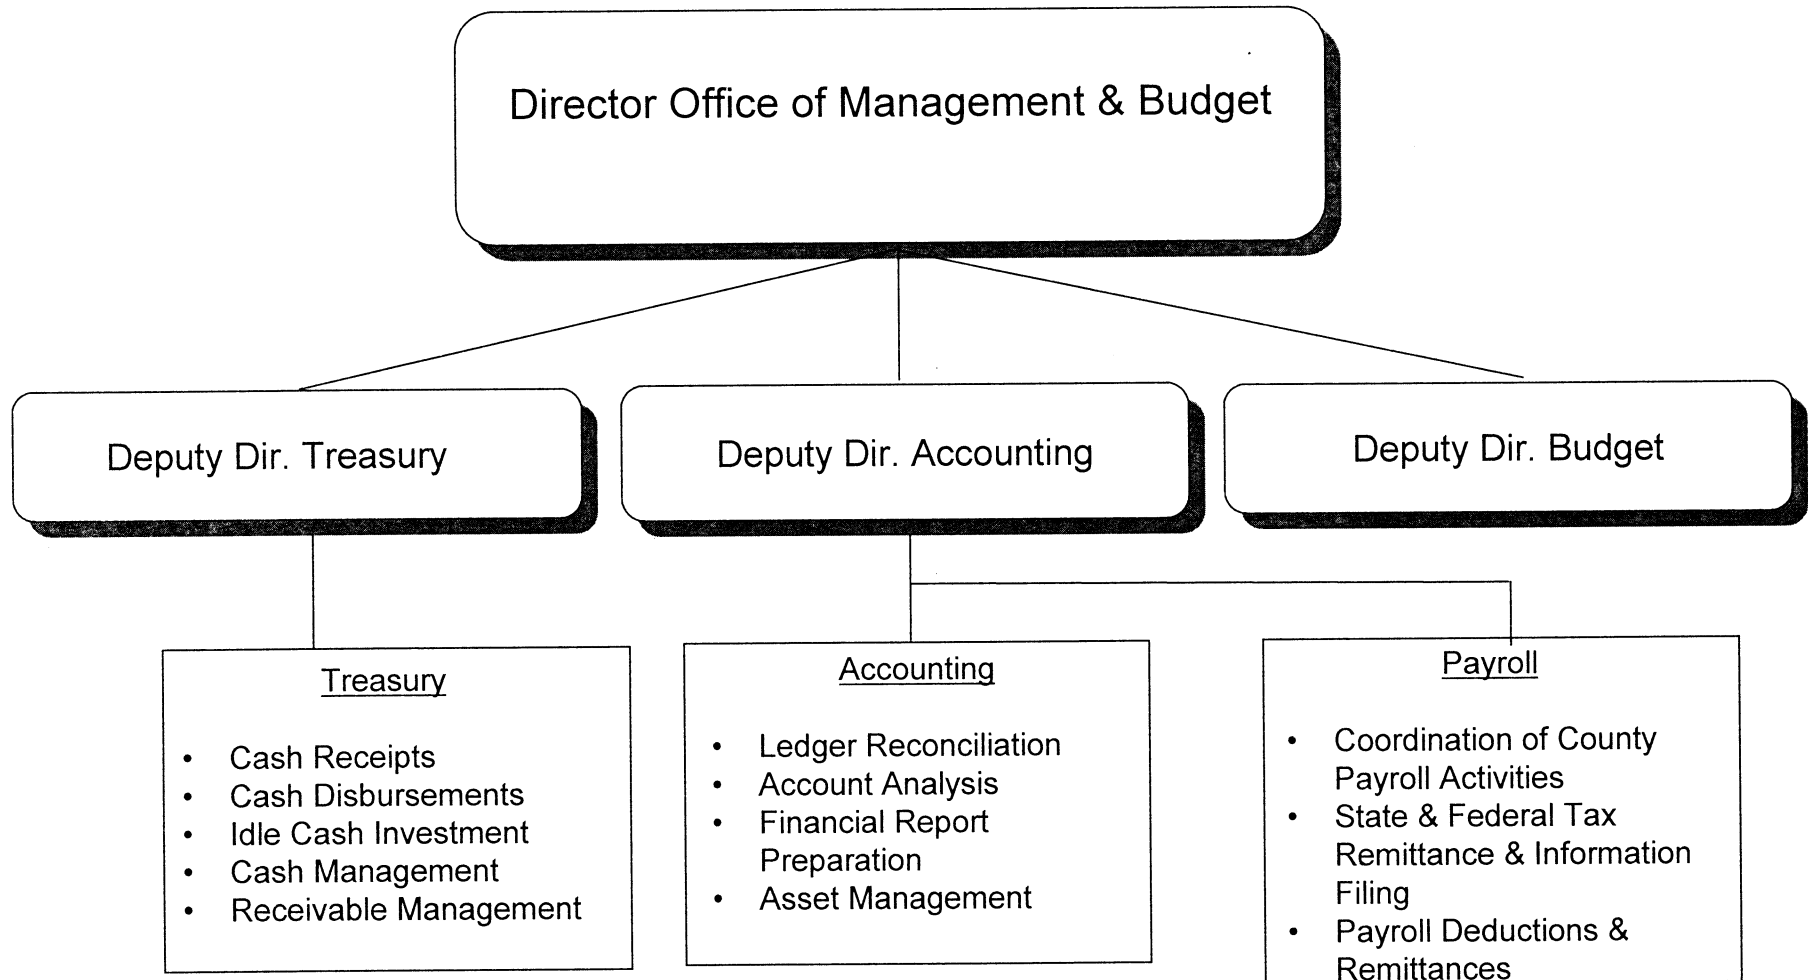 Director Office of Management & Budget
Deputy Dir. Treasury
Deputy Dir. Accounting
Deputy Dir. Budget
Treasury
• Cash Receipts
• Cash Disbursements
• Idle Cash Investment
• Cash Management
• Receivable Management
Accounting
• Ledger Reconciliation
• Account Analysis
• Financial Report
Preparation
• Asset Management
Payroll
• Coordination of County
Payroll Activities
• State & Federal Tax
Remittance & Information
Filing
• Payroll Deductions &
Remittances